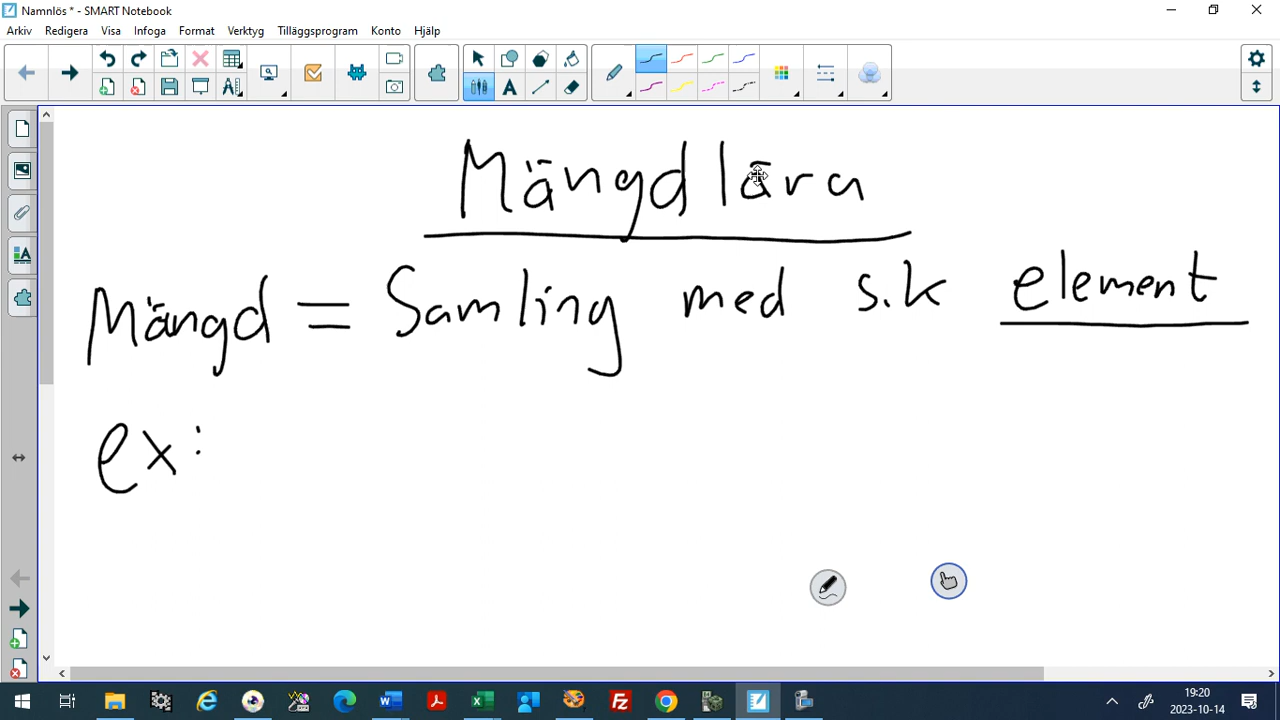 Namnlös * - SMART Notebook
Arkiv Redigera Visa Infoga Format Verktyg Tilläggsprogram Konto Hjälp
Mängdlära
Mängd = Samling med s.k element
ex:
19:20
2023-10-14